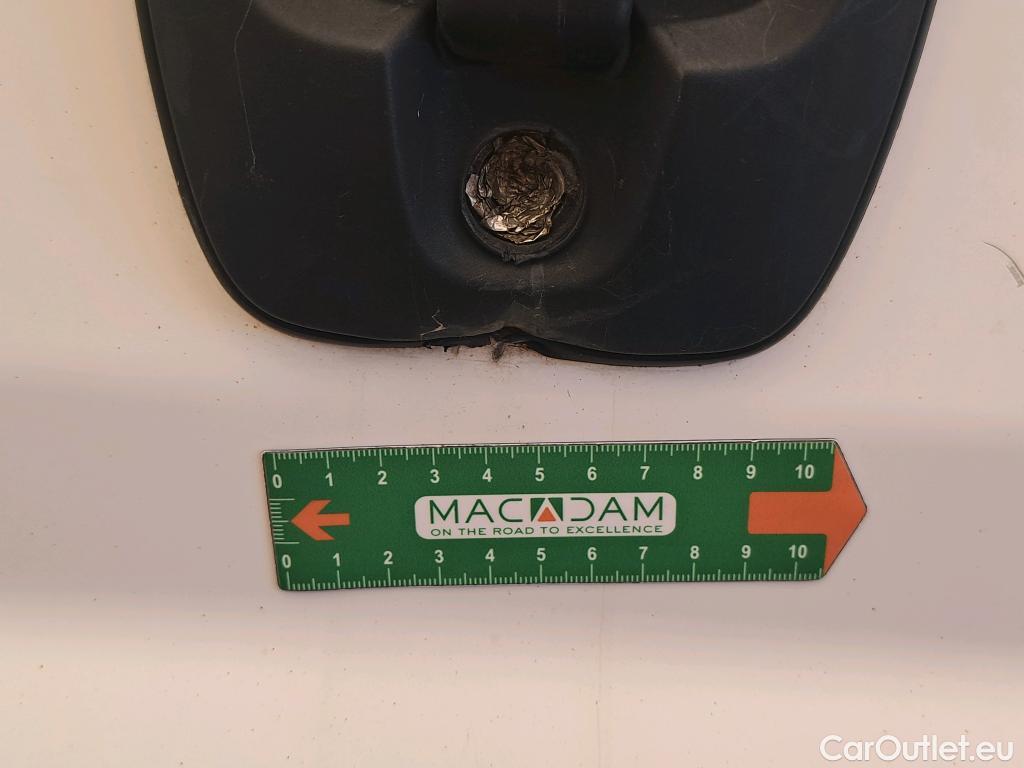 0 1 2 3 4 5 6 7 8 9 10
MACADAM
ON THE ROAD TO EXCELLENCE
0 1 2 3 4 5 6 7 8 9 10
CarOutlet.eu